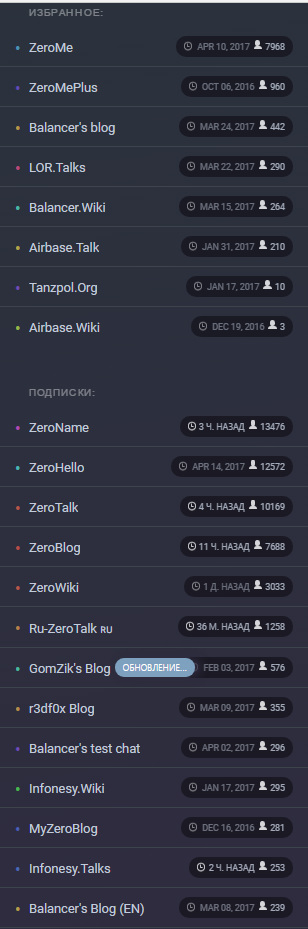 ИЗБРАННОЕ:
ZeroMe APR 10, 2017 7968
ZeroMePlus OCT 06, 2016 960
Balancer's blog MAR 24, 2017 442
LOR.Talks MAR 22, 2017 290
Balancer.Wiki MAR 15, 2017 264
Airbase.Talk JAN 31, 2017 210
Tanzpol.Org JAN 17, 2017 10
Airbase.Wiki DEC 19, 2016 3
ПОДПИСКИ:
ZeroName 3 Ч. НАЗАД 13476
ZeroHello APR 14, 2017 12572
ZeroTalk 4 Ч. НАЗАД 10169
ZeroBlog 11 Ч. НАЗАД 7688
ZeroWiki 1 Д. НАЗАД 3033
Ru-ZeroTalk RU 36 М. НАЗАД 1258
GomZik's Blog ОБНОВЛЕНИЕ... FEB 03, 2017 576
r3df0x Blog MAR 09, 2017 355
Balancer's test chat APR 02, 2017 296
Infonesy.Wiki JAN 17, 2017 295
MyZeroBlog DEC 16, 2016 281
Infonesy.Talks 2 Ч. НАЗАД 253
Balancer's Blog (EN) MAR 08, 2017 239